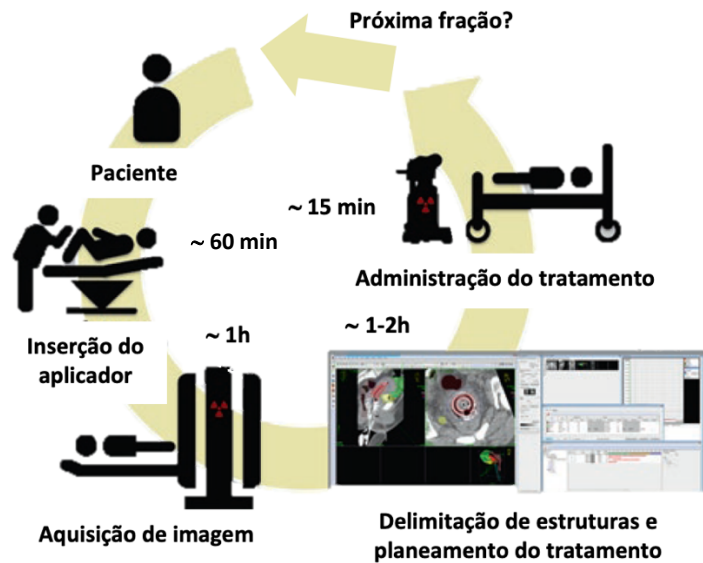 Próxima fração?
Paciente
~ 60 min
Inserção do
aplicador
~ 1h
Aquisição de imagem
~ 1-2h
Delimitação de estruturas e
planeamento do tratamento
~ 15 min
Administração do tratamento